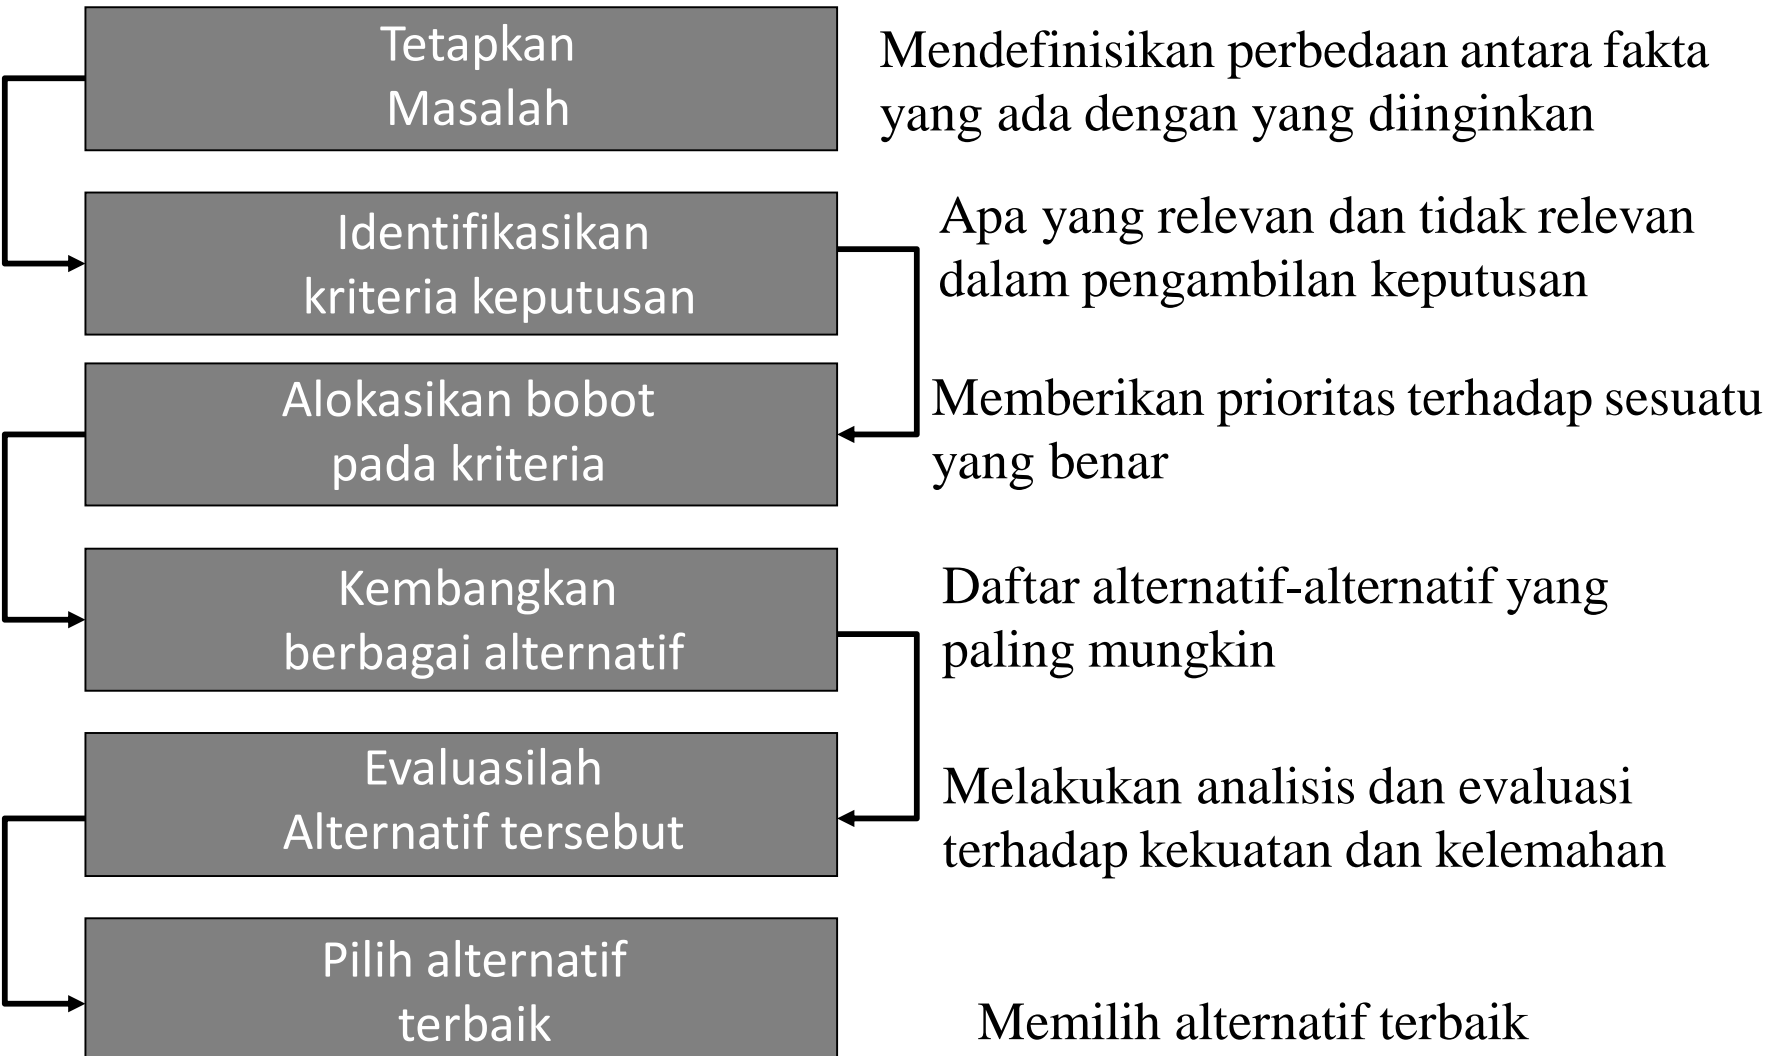 Tetapkan
Masalah
Mendefinisikan perbedaan antara fakta
yang ada dengan yang diinginkan
Identifikasikan
kriteria keputusan
Apa yang relevan dan tidak relevan
dalam pengambilan keputusan
Alokasikan bobot
pada kriteria
Memberikan prioritas terhadap sesuatu
yang benar
Kembangkan
berbagai alternatif
Daftar alternatif-alternatif yang
paling mungkin
Evaluasilah
Alternatif tersebut
Melakukan analisis dan evaluasi
terhadap kekuatan dan kelemahan
Pilih alternatif
terbaik
Memilih alternatif terbaik